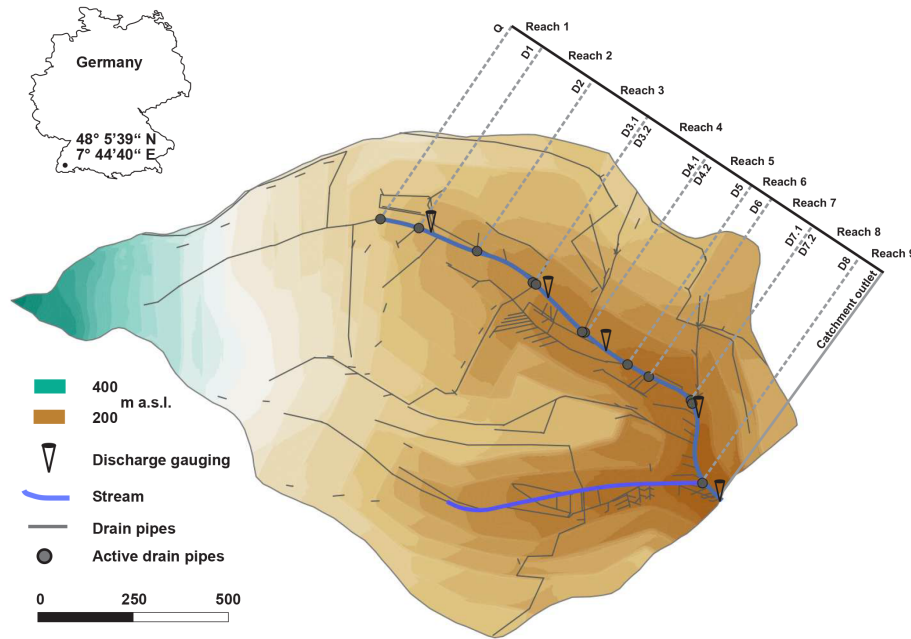 Germany
48° 5'39“ N
7° 44'40“ E
Q
Reach 1
D1
Reach 2
D2
Reach 3
D3.1
D3.2
Reach 4
D4.1
D4.2
Reach 5
D5
Reach 6
D6
Reach 7
D7.1
D7.2
Reach 8
D8
Reach 9
Catchment outlet
400
m a.s.l.
200
Discharge gauging
Stream
Drain pipes
Active drain pipes
0 250 500